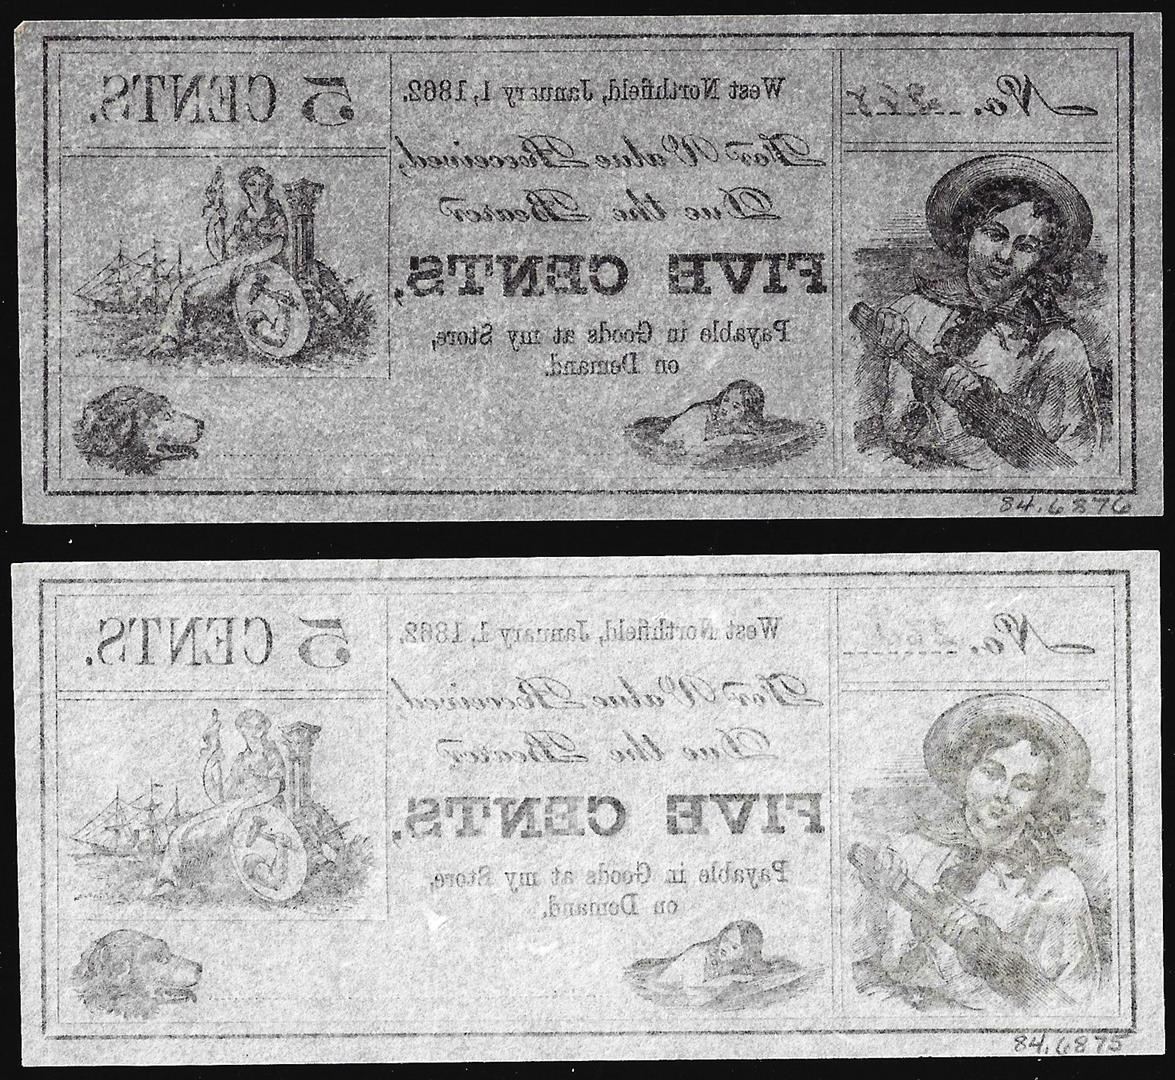 No.
5 CENTS.
West Northfield, January 1, 1862.
For Value Received,
Due the Bearer
FIVE CENTS,
Payable in Goods at my Store,
on Demand.
84.6876
No.
5 CENTS.
West Northfield, January 1, 1862.
For Value Received,
Due the Bearer
FIVE CENTS,
Payable in Goods at my Store,
on Demand.
84.6875